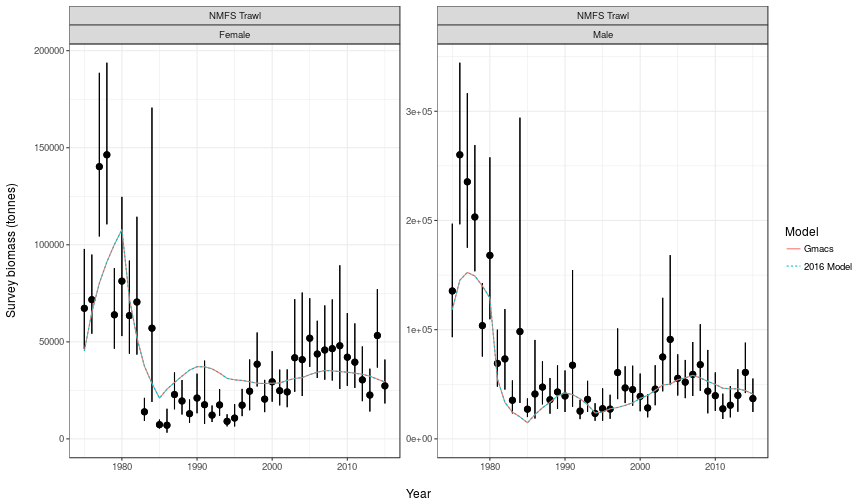 NMFS Trawl
NMFS Trawl
Female
Male
200000
150000
100000
50000
0
3e+05
2e+05
1e+05
0e+00
1980
1990
2000
2010
1980
1990
2000
2010
Survey biomass (tonnes)
Year
Model
Gmacs
2016 Model